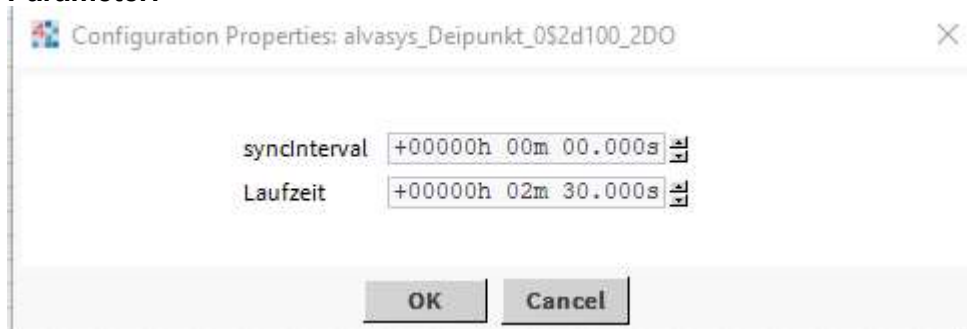 Parameter:
Configuration Properties: alvasys_Deipunkt_0$2d100_2DO
syncInterval +00000h 00m 00.000s
Laufzeit +00000h 02m 30.000s
OK Cancel